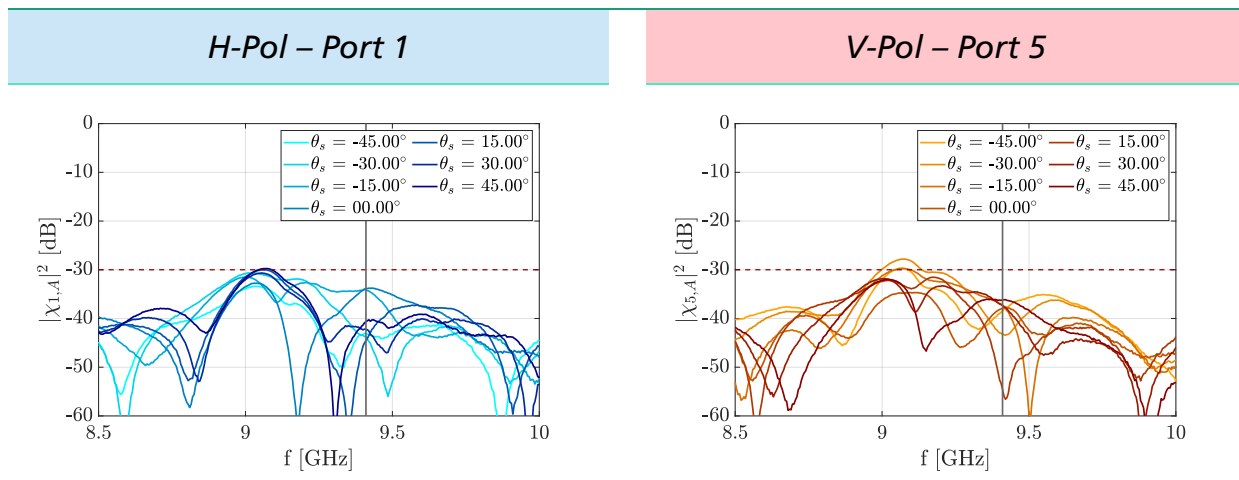 H-Pol – Port 1
0
-10
-20
-30
-40
-50
-60
|χ1,A|² [dB]
θs = -45.00° θs = 15.00°
θs = -30.00° θs = 30.00°
θs = -15.00° θs = 45.00°
θs = 00.00°
8.5 9 9.5 10
f [GHz]
V-Pol – Port 5
0
-10
-20
-30
-40
-50
-60
|χ5,A|² [dB]
θs = -45.00° θs = 15.00°
θs = -30.00° θs = 30.00°
θs = -15.00° θs = 45.00°
θs = 00.00°
8.5 9 9.5 10
f [GHz]